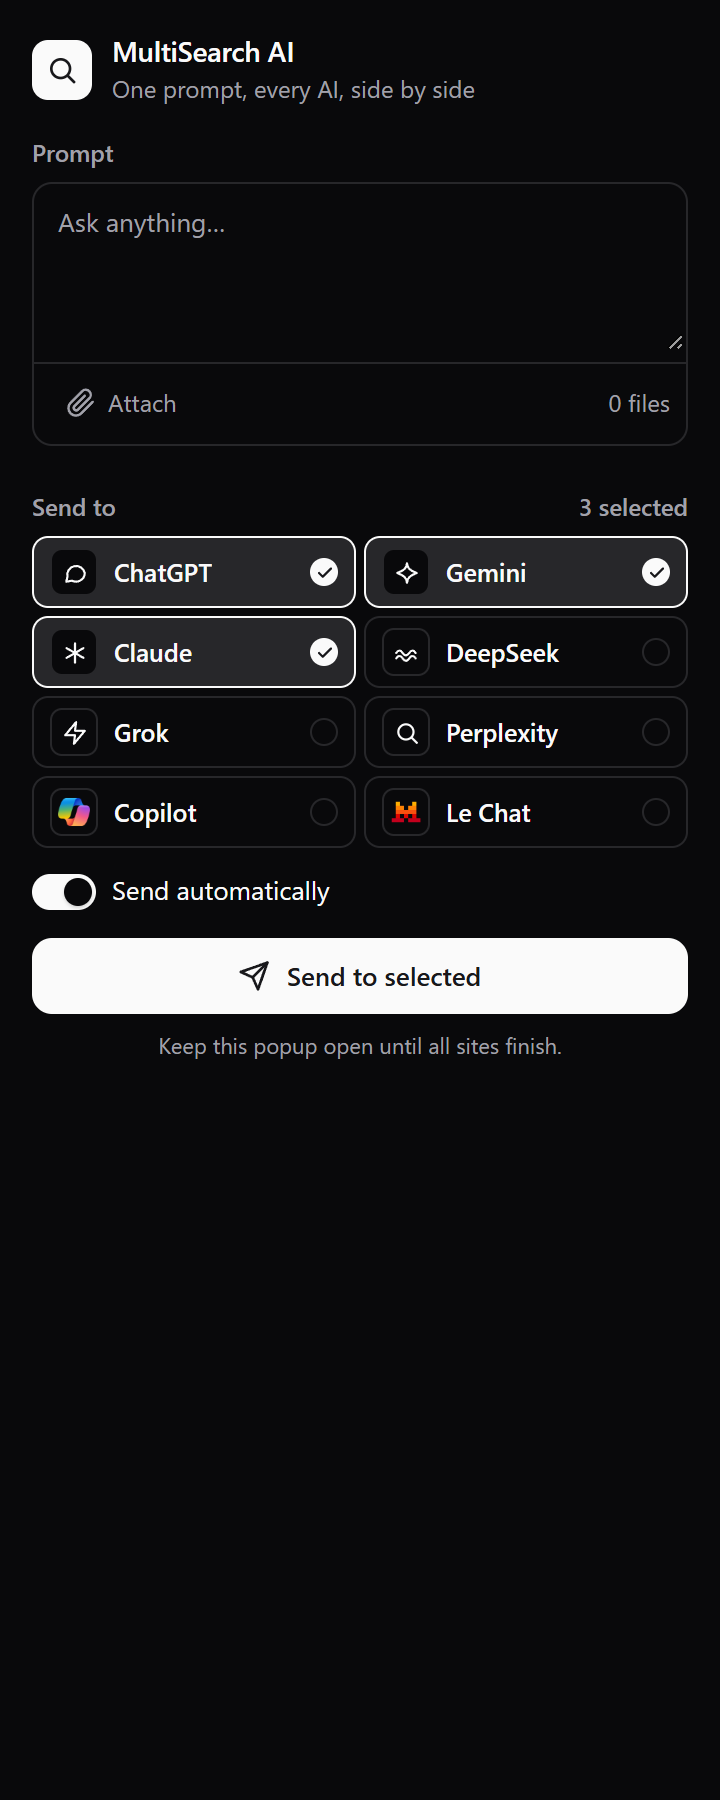 MultiSearch AI
One prompt, every AI, side by side
Prompt
Ask anything...
Attach
0 files
Send to
3 selected
ChatGPT
Gemini
Claude
DeepSeek
Grok
Perplexity
Copilot
Le Chat
Send automatically
Send to selected
Keep this popup open until all sites finish.